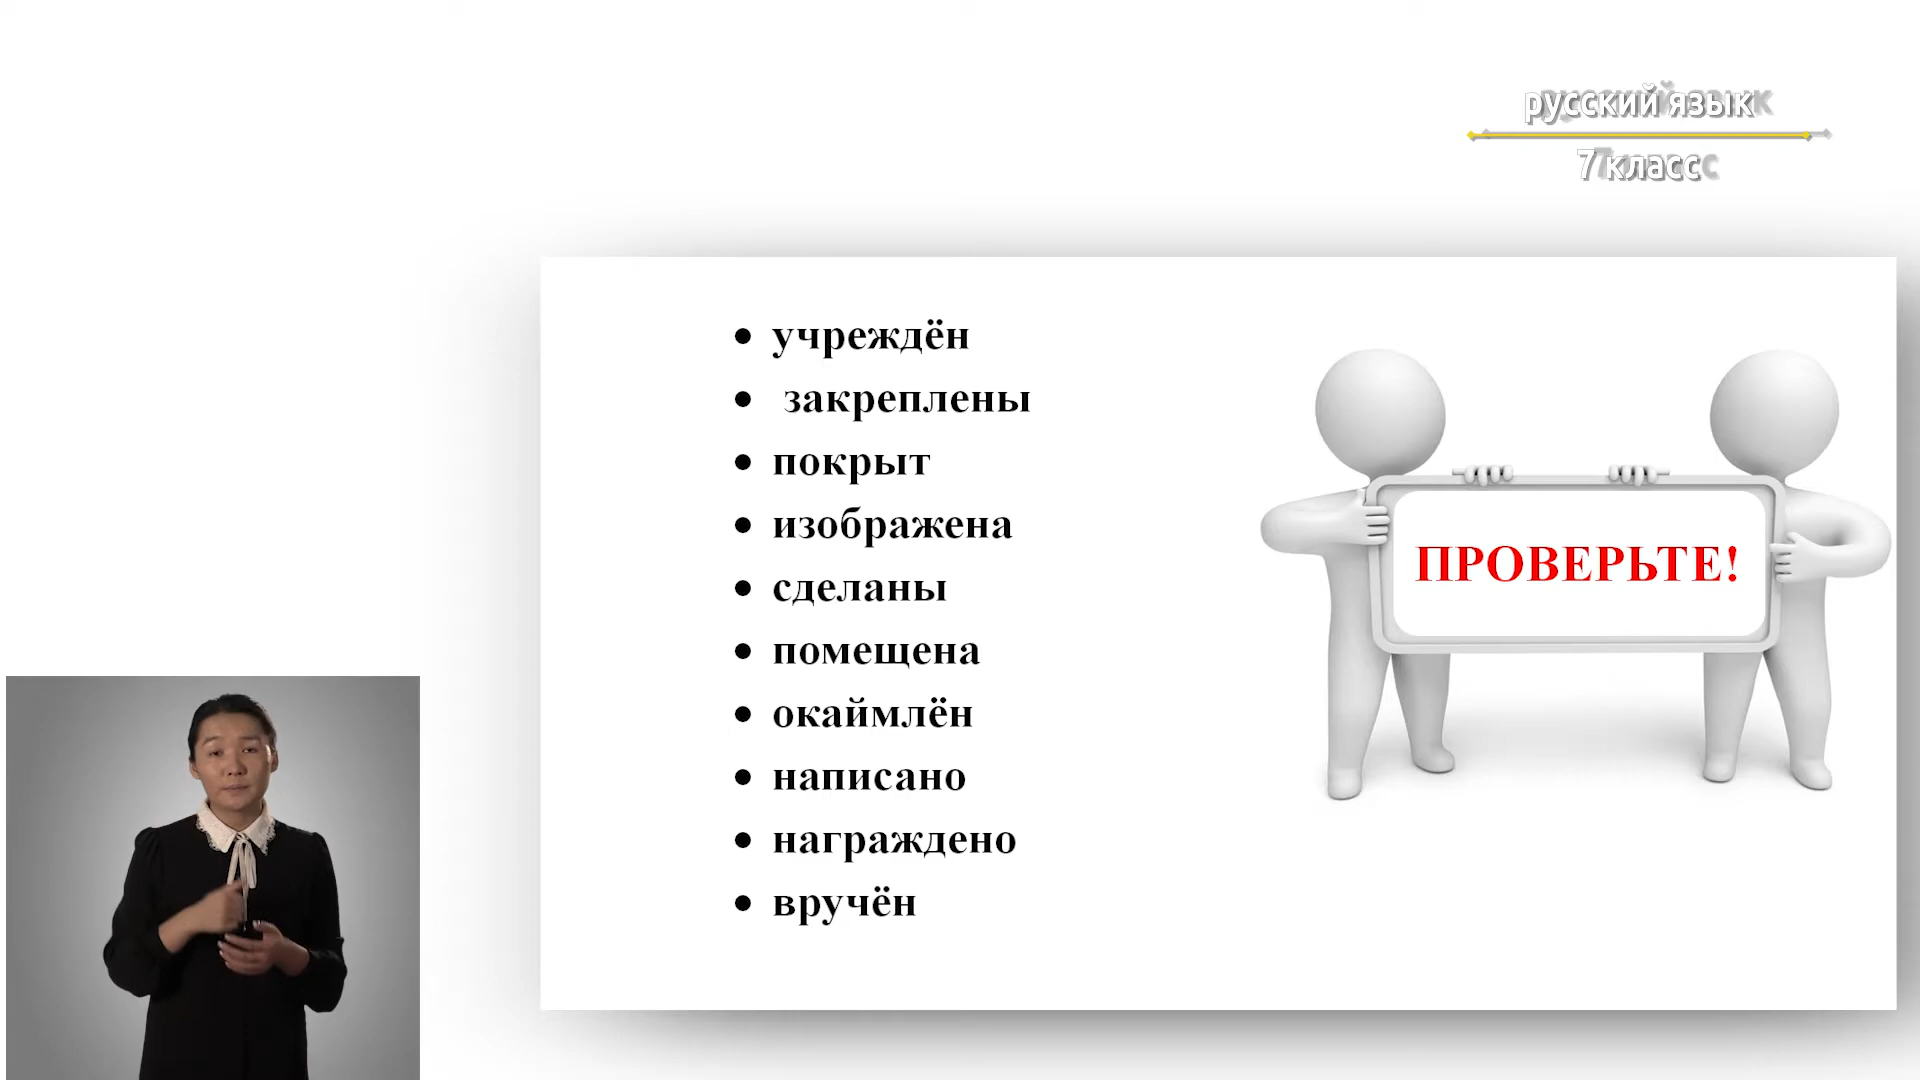 русский язык
7 класс
• учреждён
• закреплены
• покрыт
• изображена
• сделаны
• помещена
• окаймлён
• написано
• награждено
• вручён
ПРОВЕРЬТЕ!